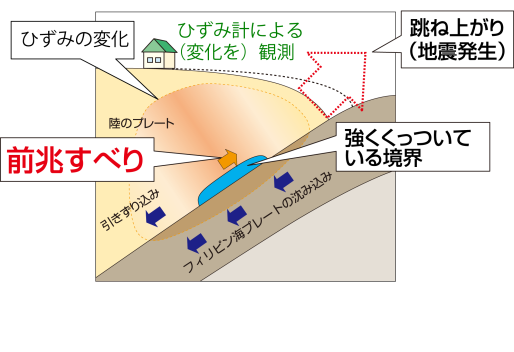 ひずみの変化
ひずみ計による
（変化を）観測
跳ね上がり
（地震発生）
陸のプレート
前兆すべり
強くくっついて
いる境界
引きずり込み
フィリピン海プレートの沈み込み